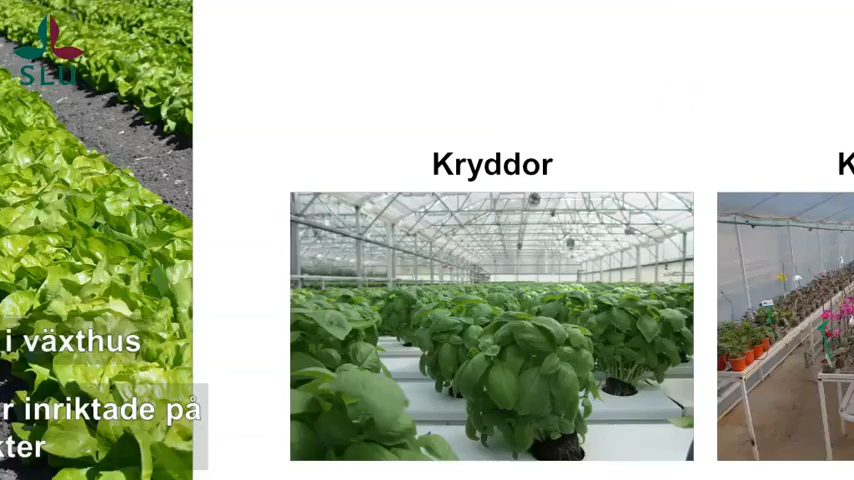 SLU
Kryddor
K
i växthus
r inriktade på
kter